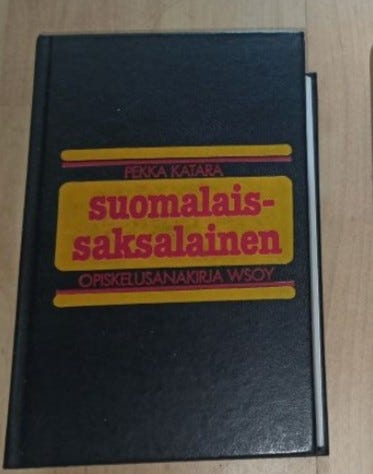 PEKKA KATARA
suomalais-
saksalainen
OPISKELUSANAKIRJA WSOY